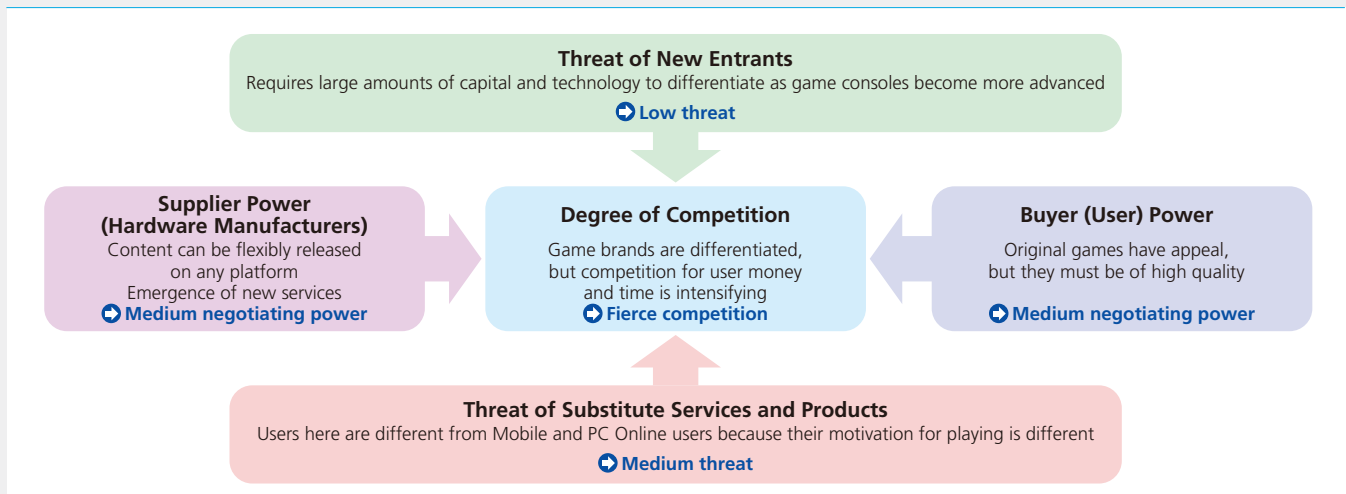 Threat of New Entrants
Requires large amounts of capital and technology to differentiate as game consoles become more advanced
Low threat
Supplier Power
(Hardware Manufacturers)
Content can be flexibly released
on any platform
Emergence of new services
Medium negotiating power
Degree of Competition
Game brands are differentiated,
but competition for user money
and time is intensifying
Fierce competition
Buyer (User) Power
Original games have appeal,
but they must be of high quality
Medium negotiating power
Threat of Substitute Services and Products
Users here are different from Mobile and PC Online users because their motivation for playing is different
Medium threat